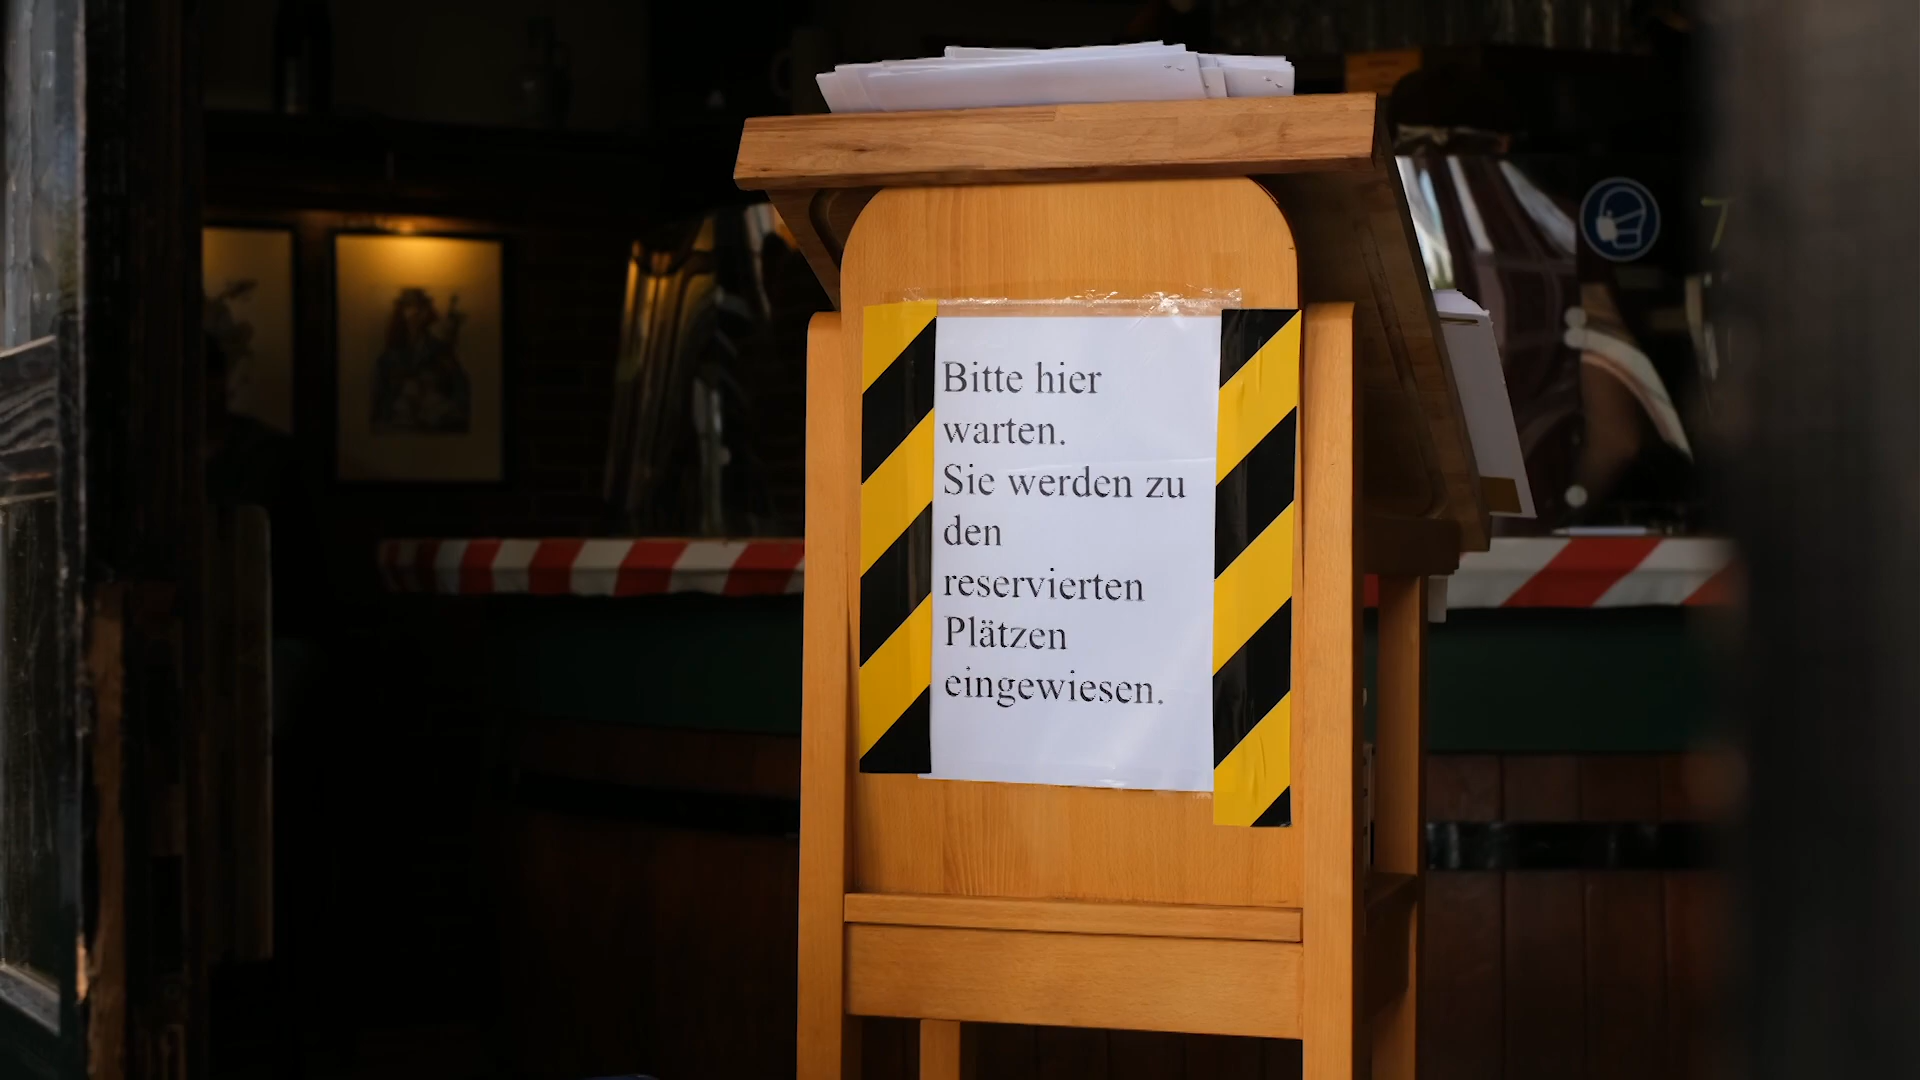 Bitte hier
warten.
Sie werden zu
den
reservierten
Plätzen
eingewiesen.